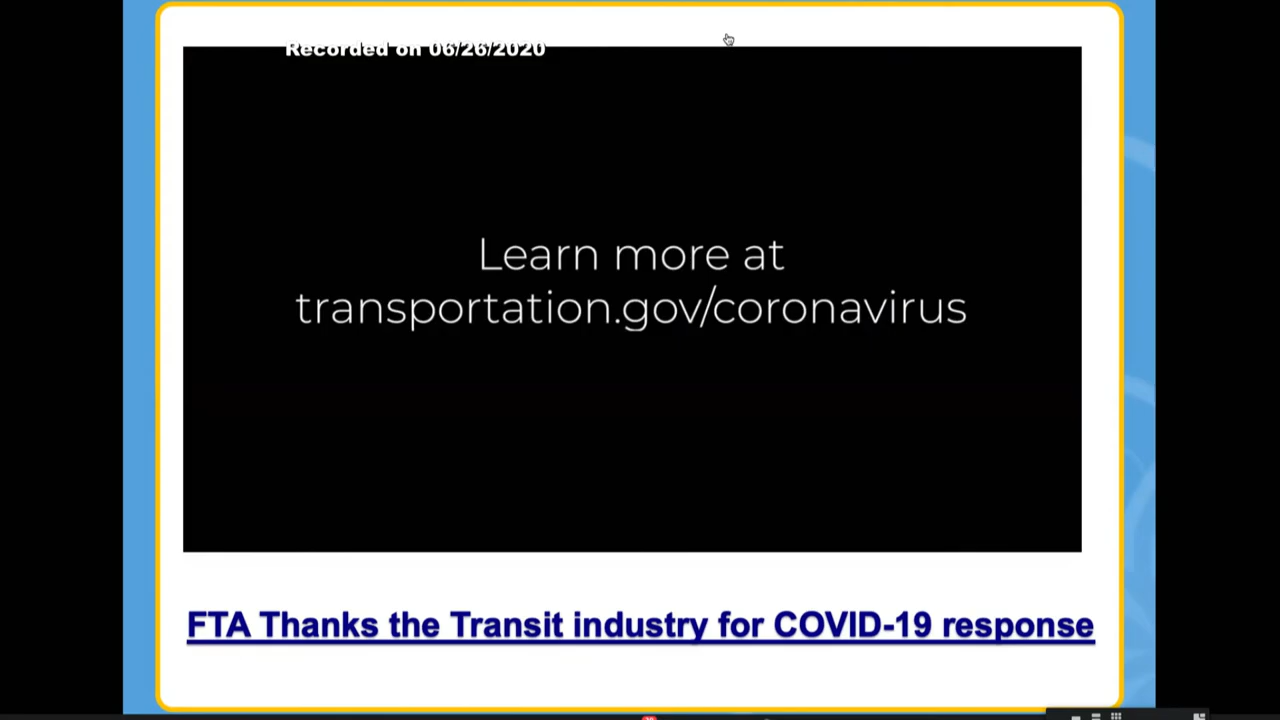 Recorded on 06/26/2020
Learn more at
transportation.gov/coronavirus
FTA Thanks the Transit industry for COVID-19 response